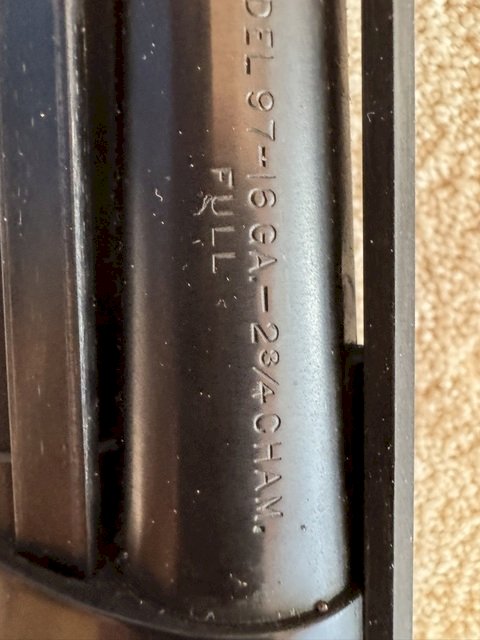 DEL 97-16 GA.-2¾ CHAM.
FULL